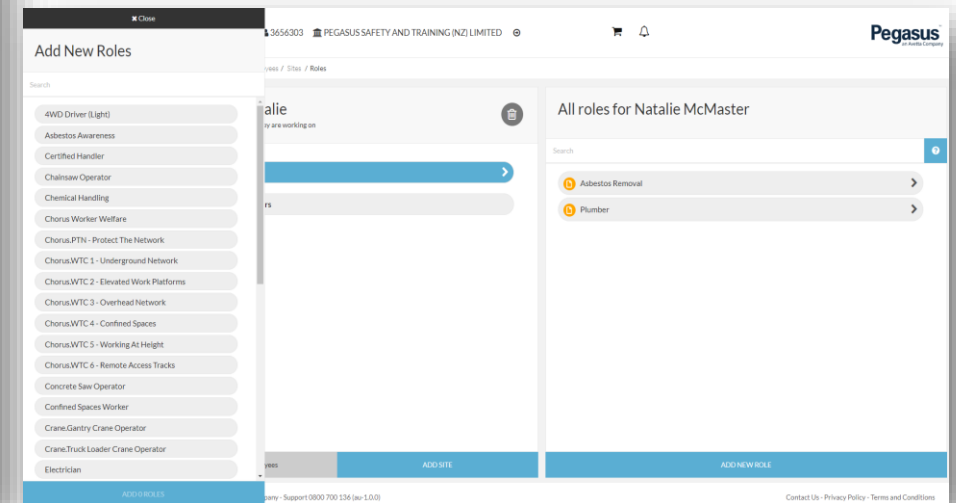 ✖ Close
Add New Roles
Search
4WD Driver (Light)
Asbestos Awareness
Certified Handler
Chainsaw Operator
Chemical Handling
Chorus Worker Welfare
Chorus.PTN - Protect The Network
Chorus.WTC 1 - Underground Network
Chorus.WTC 2 - Elevated Work Platforms
Chorus.WTC 3 - Overhead Network
Chorus.WTC 4 - Confined Spaces
Chorus.WTC 5 - Working At Height
Chorus.WTC 6 - Remote Access Tracks
Concrete Saw Operator
Confined Spaces Worker
Crane.Gantry Crane Operator
Crane.Truck Loader Crane Operator
Electrician
ADD 0 ROLES
3656303 PEGASUS SAFETY AND TRAINING (NZ) LIMITED
Pegasus
an Avetta Company
yees / Sites / Roles
alie
y are working on
rs
yees
ADD SITE
All roles for Natalie McMaster
Search
Asbestos Removal
Plumber
ADD NEW ROLE
pany - Support 0800 700 136 (au-1.0.0)
Contact Us - Privacy Policy - Terms and Conditions